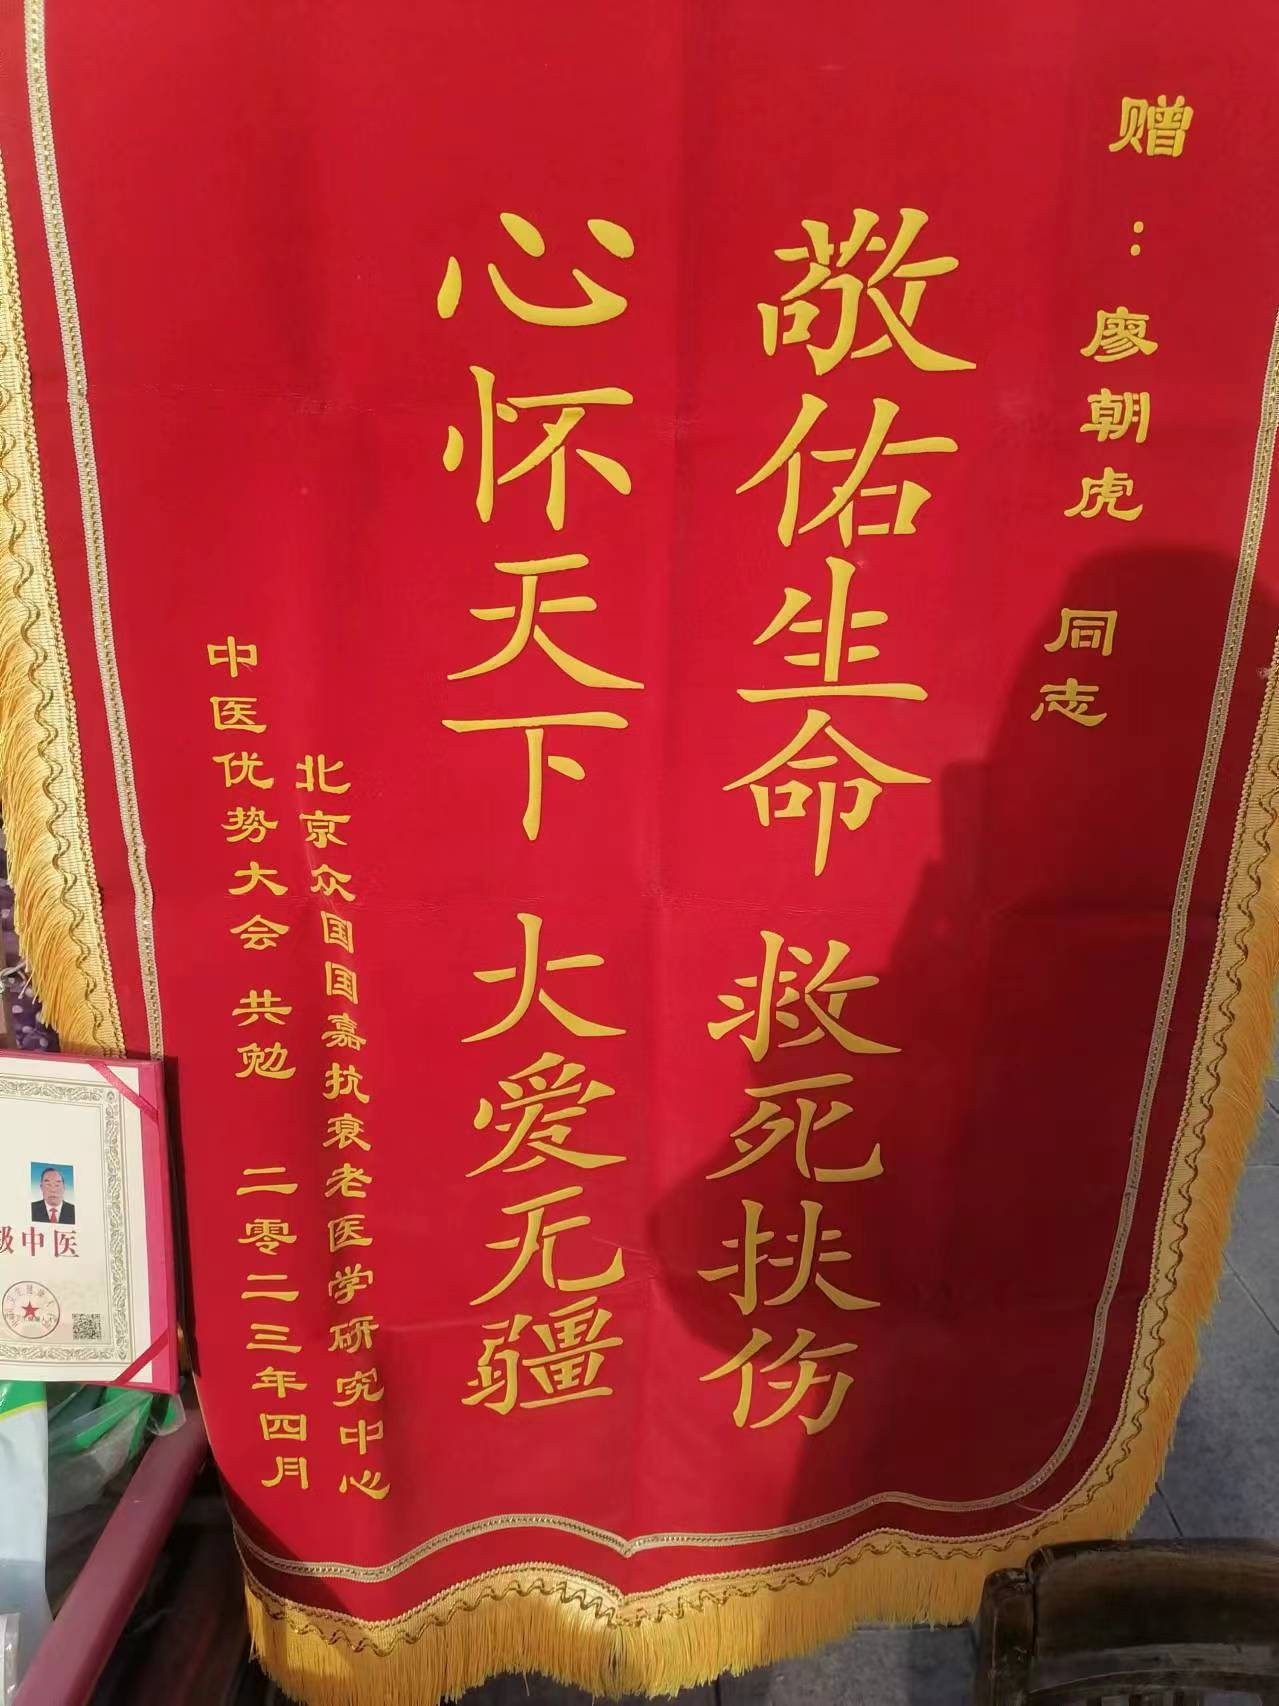 赠：廖朝虎 同志
敬佑生命 救死扶伤
心怀天下 大爱无疆
北京众国国嘉抗衰老医学研究中心
中医优势大会 共勉 二零二三年四月
级中医